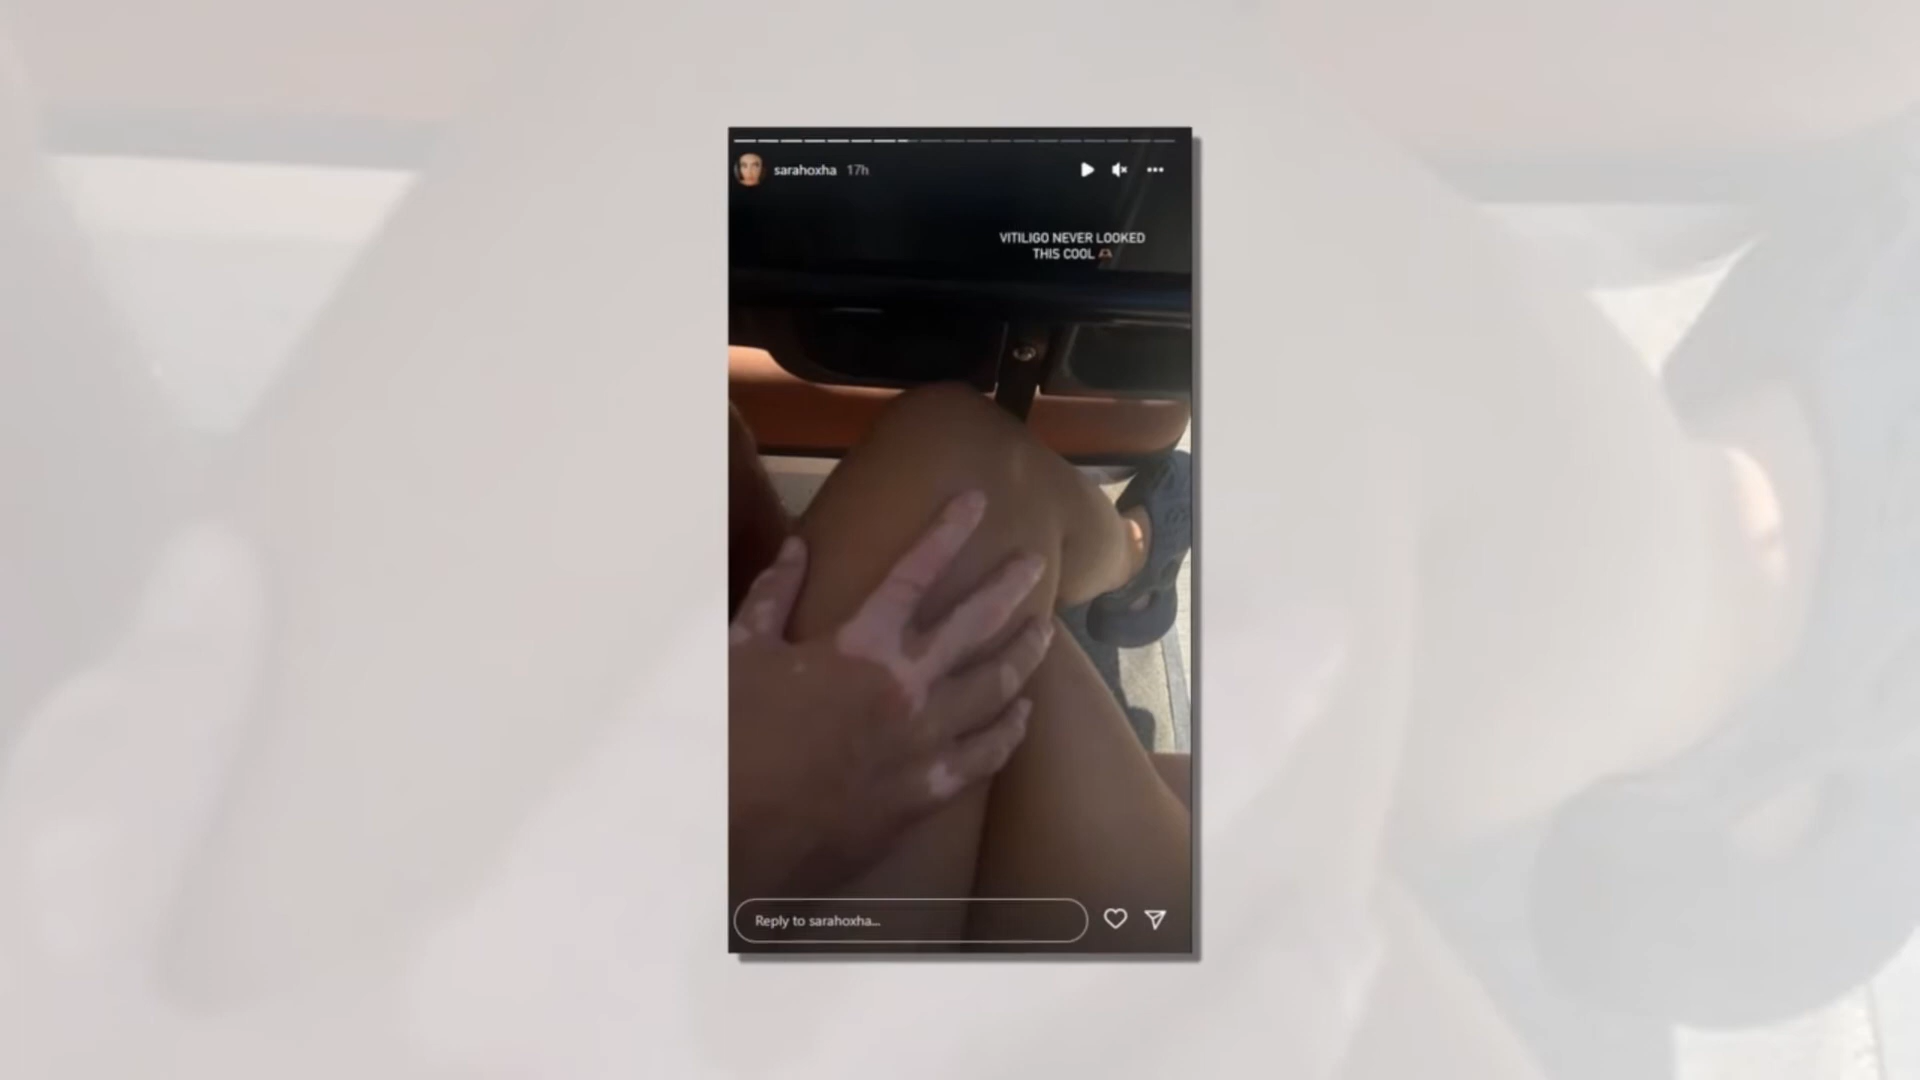 sarahoxha 17h
VITILIGO NEVER LOOKED
THIS COOL 🫶🏾
Reply to sarahoxha...